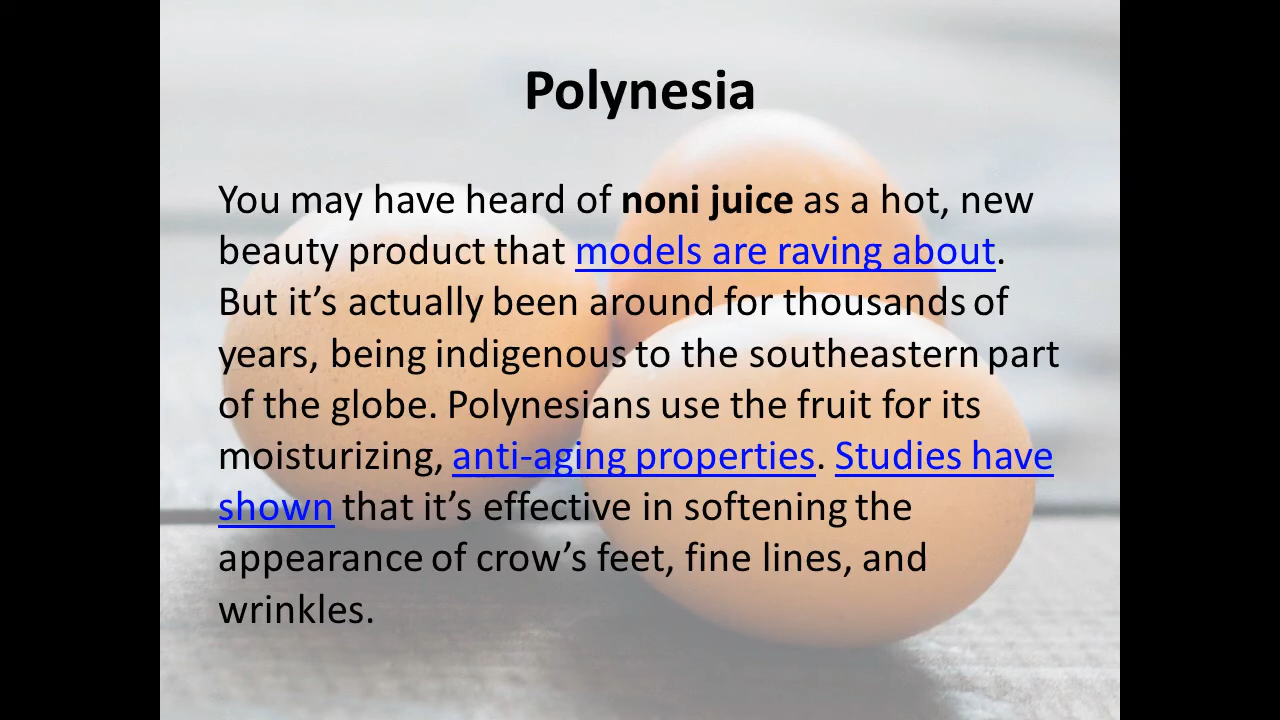 Polynesia
You may have heard of noni juice as a hot, new
beauty product that models are raving about.
But it’s actually been around for thousands of
years, being indigenous to the southeastern part
of the globe. Polynesians use the fruit for its
moisturizing, anti-aging properties. Studies have
shown that it’s effective in softening the
appearance of crow’s feet, fine lines, and
wrinkles.